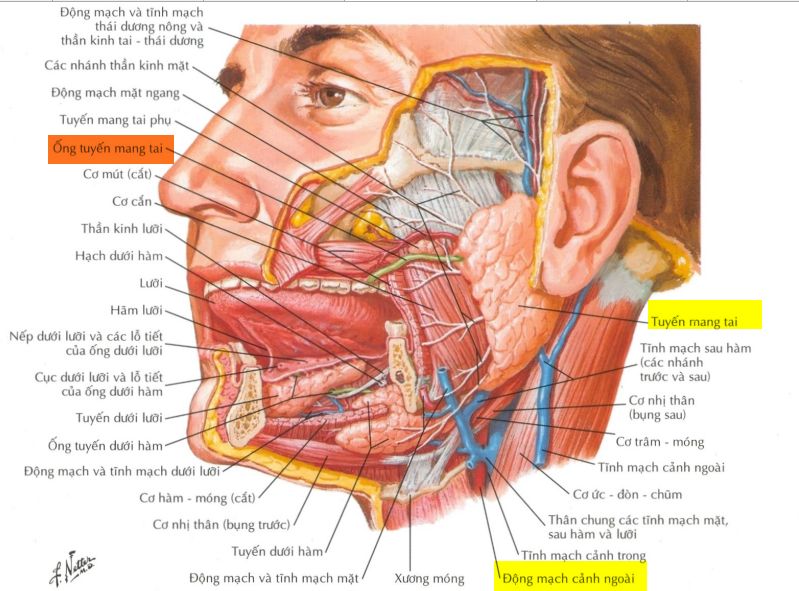 Động mạch và tĩnh mạch
thái dương nông và
thần kinh tai - thái dương
Các nhánh thần kinh mặt
Động mạch mặt ngang
Tuyến mang tai phụ
Ống tuyến mang tai
Cơ mút (cắt)
Cơ cắn
Thần kinh lưỡi
Hạch dưới hàm
Lưỡi
Hãm lưỡi
Nếp dưới lưỡi và các lỗ tiết
của ống dưới lưỡi
Cục dưới lưỡi và lỗ tiết
của ống dưới hàm
Tuyến dưới lưỡi
Ống tuyến dưới hàm
Động mạch và tĩnh mạch dưới lưỡi
Cơ hàm - móng (cắt)
Cơ nhị thân (bụng trước)
Tuyến dưới hàm
Động mạch và tĩnh mạch mặt
Xương móng
Tuyến mang tai
Tĩnh mạch sau hàm
(các nhánh
trước và sau)
Cơ nhị thân
(bụng sau)
Cơ trâm - móng
Tĩnh mạch cảnh ngoài
Cơ ức - đòn - chũm
Thân chung các tĩnh mạch mặt,
sau hàm và lưỡi
Tĩnh mạch cảnh trong
Động mạch cảnh ngoài
F. Netter
M.D.